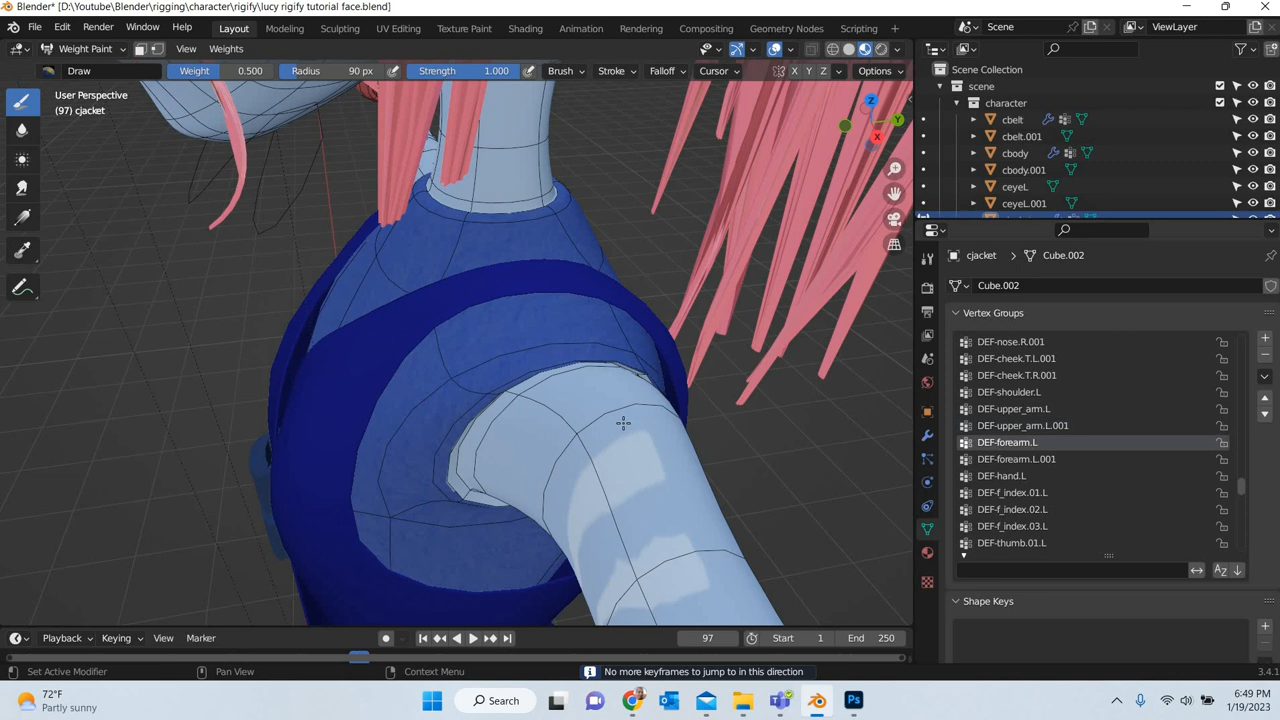 Blender* [D:\Youtube\Blender\rigging\character\rigify\lucy rigify tutorial face.blend]
File Edit Render Window Help Layout Modeling Sculpting UV Editing Texture Paint Shading Animation Rendering Compositing Geometry Nodes Scripting Scene ViewLayer
Weight Paint View Weights
Draw Weight 0.500 Radius 90 px Strength 1.000 Brush Stroke Falloff Cursor X Y Z Options
Scene Collection
scene
character
cbelt
cbelt.001
cbody
cbody.001
ceyeL
ceyeL.001
User Perspective
(97) cjacket
Z
Y
X
cjacket > Cube.002
Cube.002
Vertex Groups
DEF-nose.R.001
DEF-cheek.T.L.001
DEF-cheek.T.R.001
DEF-shoulder.L
DEF-upper_arm.L
DEF-upper_arm.L.001
DEF-forearm.L
DEF-forearm.L.001
DEF-hand.L
DEF-f_index.01.L
DEF-f_index.02.L
DEF-f_index.03.L
DEF-thumb.01.L
Shape Keys
Playback Keying View Marker 97 Start 1 End 250
Set Active Modifier Pan View Context Menu No more keyframes to jump to in this direction 3.4.1
72°F
Partly sunny
Search
6:49 PM
1/19/2023